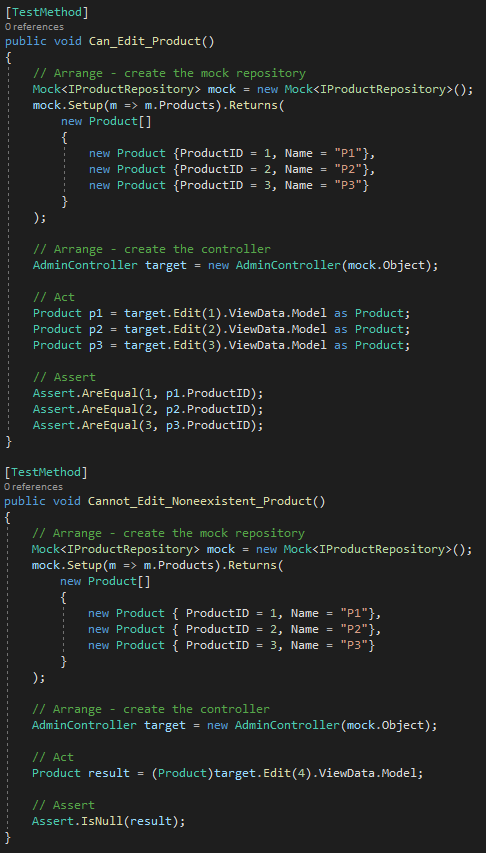 [TestMethod]
0 references
public void Can_Edit_Product()
{
// Arrange - create the mock repository
Mock<IProductRepository> mock = new Mock<IProductRepository>();
mock.Setup(m => m.Products).Returns(
new Product[]
{
new Product {ProductID = 1, Name = "P1"},
new Product {ProductID = 2, Name = "P2"},
new Product {ProductID = 3, Name = "P3"}
}
);
// Arrange - create the controller
AdminController target = new AdminController(mock.Object);
// Act
Product p1 = target.Edit(1).ViewData.Model as Product;
Product p2 = target.Edit(2).ViewData.Model as Product;
Product p3 = target.Edit(3).ViewData.Model as Product;
// Assert
Assert.AreEqual(1, p1.ProductID);
Assert.AreEqual(2, p2.ProductID);
Assert.AreEqual(3, p3.ProductID);
}
[TestMethod]
0 references
public void Cannot_Edit_Noneexistent_Product()
{
// Arrange - create the mock repository
Mock<IProductRepository> mock = new Mock<IProductRepository>();
mock.Setup(m => m.Products).Returns(
new Product[]
{
new Product { ProductID = 1, Name = "P1"},
new Product { ProductID = 2, Name = "P2"},
new Product { ProductID = 3, Name = "P3"}
}
);
// Arrange - create the controller
AdminController target = new AdminController(mock.Object);
// Act
Product result = (Product)target.Edit(4).ViewData.Model;
// Assert
Assert.IsNull(result);
}